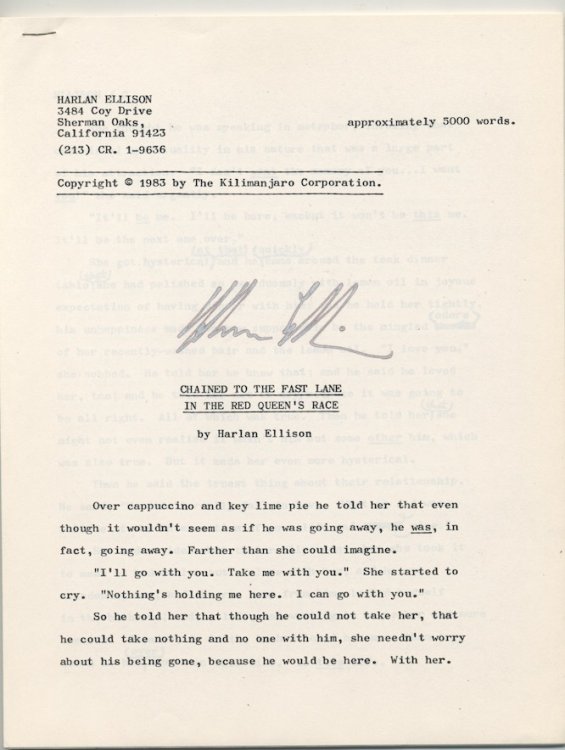 HARLAN ELLISON
3484 Coy Drive
Sherman Oaks,
California 91423
(213) CR. 1-9636
approximately 3000 words.
Copyright © 1983 by The Kilimanjaro Corporation.
Harlan Ellison
CHAINED TO THE FAST LANE
IN THE RED QUEEN'S RACE
by Harlan Ellison
Over cappuccino and key lime pie he told her that even
though it wouldn't seem as if he was going away, he was, in
fact, going away. Farther than she could imagine.
"I'll go with you. Take me with you." She started to
cry. "Nothing's holding me here. I can go with you."
So he told her that though he could not take her, that
he could take nothing and no one with him, she needn't worry
about his being gone, because he would be here. With her.